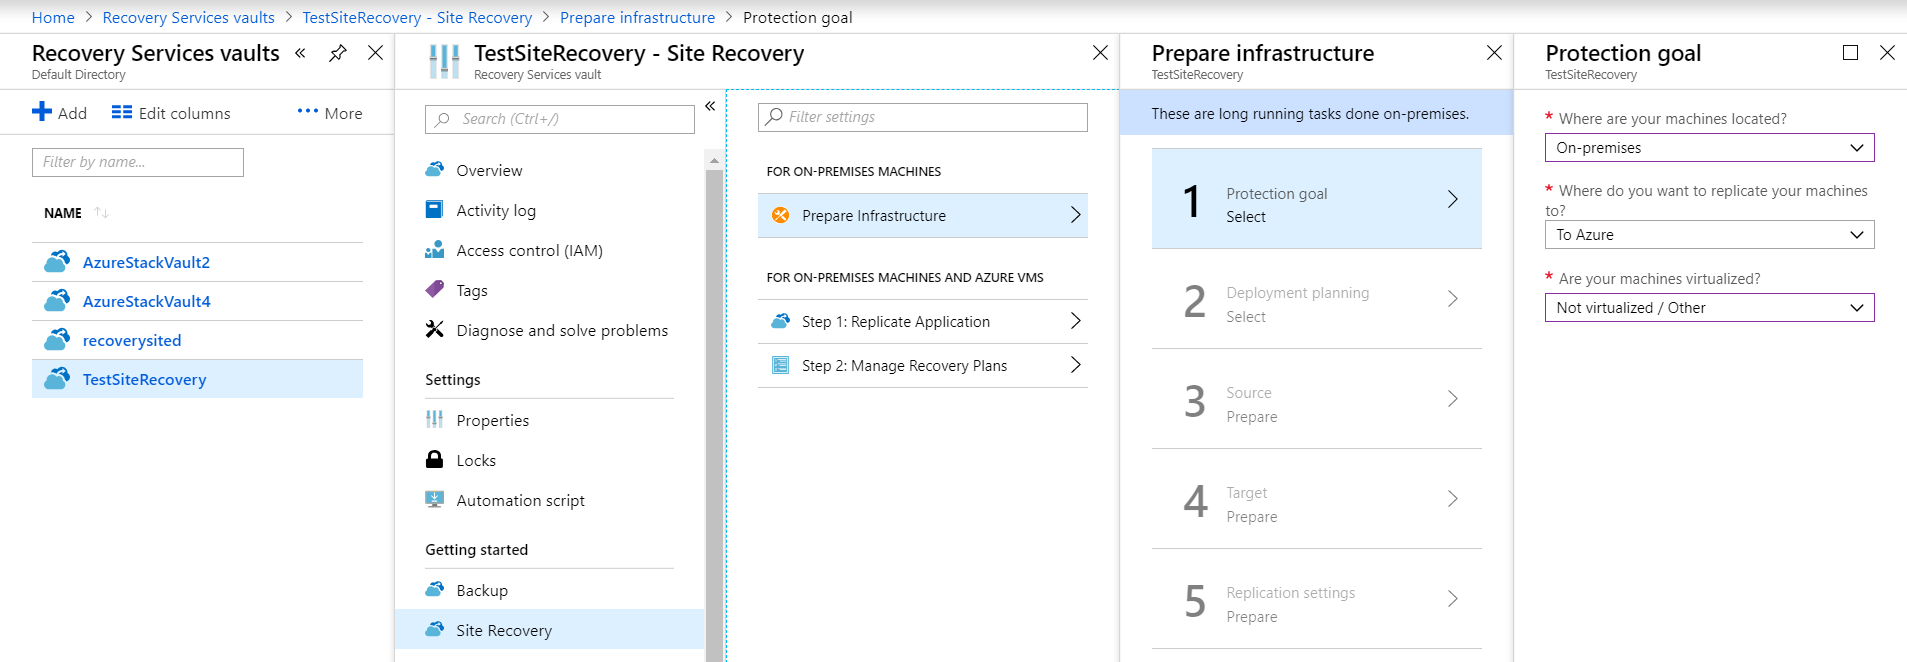 Home > Recovery Services vaults > TestSiteRecovery - Site Recovery > Prepare infrastructure > Protection goal
Recovery Services vaults
Default Directory
Add
Edit columns
More
Filter by name...
NAME
AzureStackVault2
AzureStackVault4
recoverysited
TestSiteRecovery
TestSiteRecovery - Site Recovery
Recovery Services vault
Search (Ctrl+/)
Overview
Activity log
Access control (IAM)
Tags
Diagnose and solve problems
Settings
Properties
Locks
Automation script
Getting started
Backup
Site Recovery
Filter settings
FOR ON-PREMISES MACHINES
Prepare Infrastructure
FOR ON-PREMISES MACHINES AND AZURE VMS
Step 1: Replicate Application
Step 2: Manage Recovery Plans
Prepare infrastructure
TestSiteRecovery
These are long running tasks done on-premises.
1
Protection goal
Select
2
Deployment planning
Select
3
Source
Prepare
4
Target
Prepare
5
Replication settings
Prepare
Protection goal
TestSiteRecovery
* Where are your machines located?
On-premises
* Where do you want to replicate your machines
to?
To Azure
* Are your machines virtualized?
Not virtualized / Other